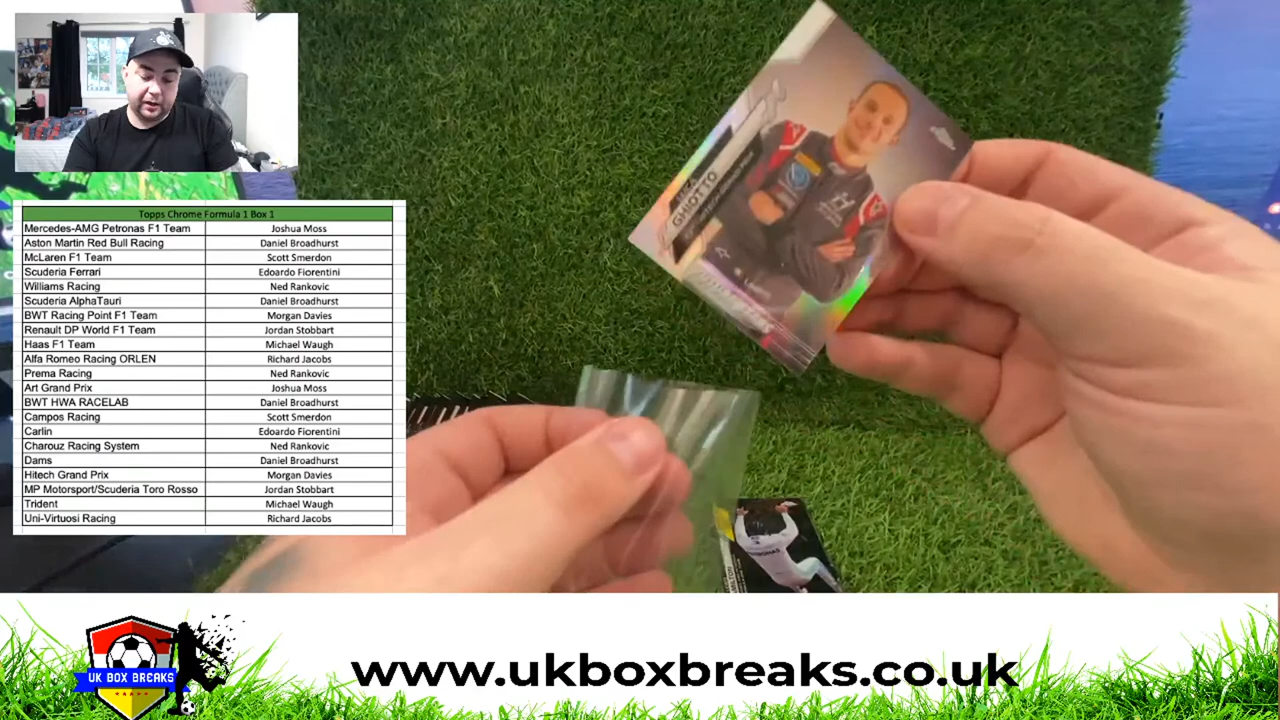 Topps Chrome Formula 1 Box 1
Mercedes-AMG Petronas F1 Team Joshua Moss
Aston Martin Red Bull Racing Daniel Broadhurst
McLaren F1 Team Scott Smerdon
Scuderia Ferrari Edoardo Fiorentini
Williams Racing Ned Rankovic
Scuderia AlphaTauri Daniel Broadhurst
BWT Racing Point F1 Team Morgan Davies
Renault DP World F1 Team Jordan Stobbart
Haas F1 Team Michael Waugh
Alfa Romeo Racing ORLEN Richard Jacobs
Prema Racing Ned Rankovic
Art Grand Prix Joshua Moss
BWT HWA RACELAB Daniel Broadhurst
Campos Racing Scott Smerdon
Carlin Edoardo Fiorentini
Charouz Racing System Ned Rankovic
Dams Daniel Broadhurst
Hitech Grand Prix Morgan Davies
MP Motorsport/Scuderia Toro Rosso Jordan Stobbart
Trident Michael Waugh
Uni-Virtuosi Racing Richard Jacobs
LUCA
GHIOTTO
UK BOX BREAKS
www.ukboxbreaks.co.uk